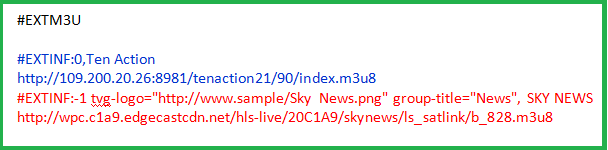 #EXTM3U
#EXTINF:0,Ten Action
http://109.200.20.26:8981/tenaction21/90/index.m3u8
#EXTINF:-1 tvg-logo="http://www.sample/Sky News.png" group-title="News", SKY NEWS
http://wpc.c1a9.edgecastcdn.net/hls-live/20C1A9/skynews/ls_satlink/b_828.m3u8